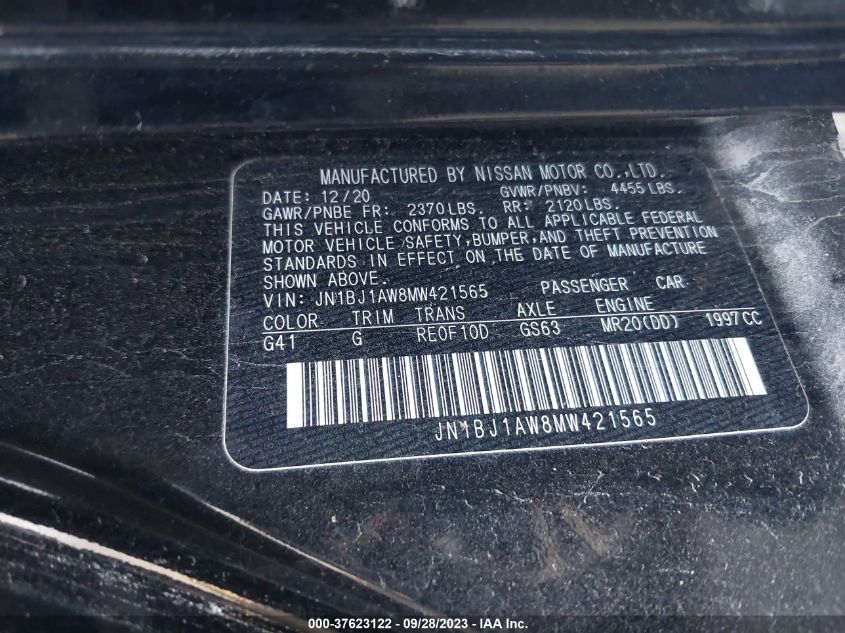 MANUFACTURED BY NISSAN MOTOR CO.,LTD.
DATE: 12/20 GVWR/PNBV: 4455 LBS.
GAWR/PNBE FR: 2370 LBS. RR: 2120 LBS.
THIS VEHICLE CONFORMS TO ALL APPLICABLE FEDERAL
MOTOR VEHICLE SAFETY,BUMPER,AND THEFT PREVENTION
STANDARDS IN EFFECT ON THE DATE OF MANUFACTURE
SHOWN ABOVE.
VIN: JN1BJ1AW8MW421565 PASSENGER CAR
COLOR TRIM TRANS AXLE ENGINE
G41 G RE0F10D GS63 MR20(DD) 1997CC
JN1BJ1AW8MW421565
000-37623122 - 09/28/2023 - IAAI.com